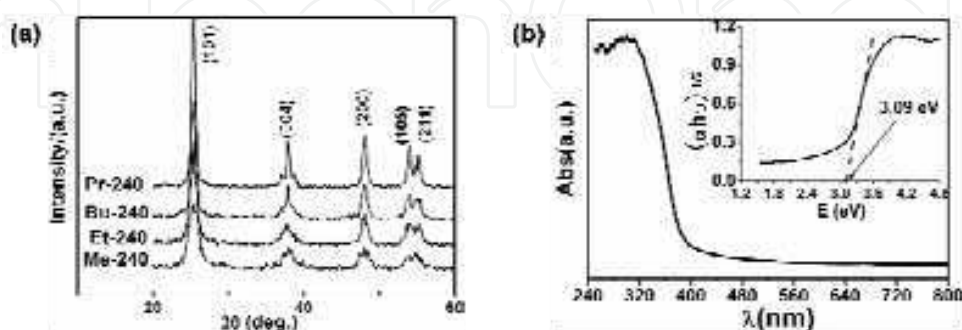 (a)
(101)
(004)
(200)
(105)
(211)
Pr-240
Bu-240
Et-240
Me-240
Intensity/(a.u.)
20
40
60
2θ (deg.)
(b)
1.2
0.9
0.6
0.3
0.0
3.09 eV
1.2 1.8 2.4 3.0 3.6 4.2 4.8
E (eV)
Abs(a.u.)
240 320 400 480 560 640 720 800
λ(nm)